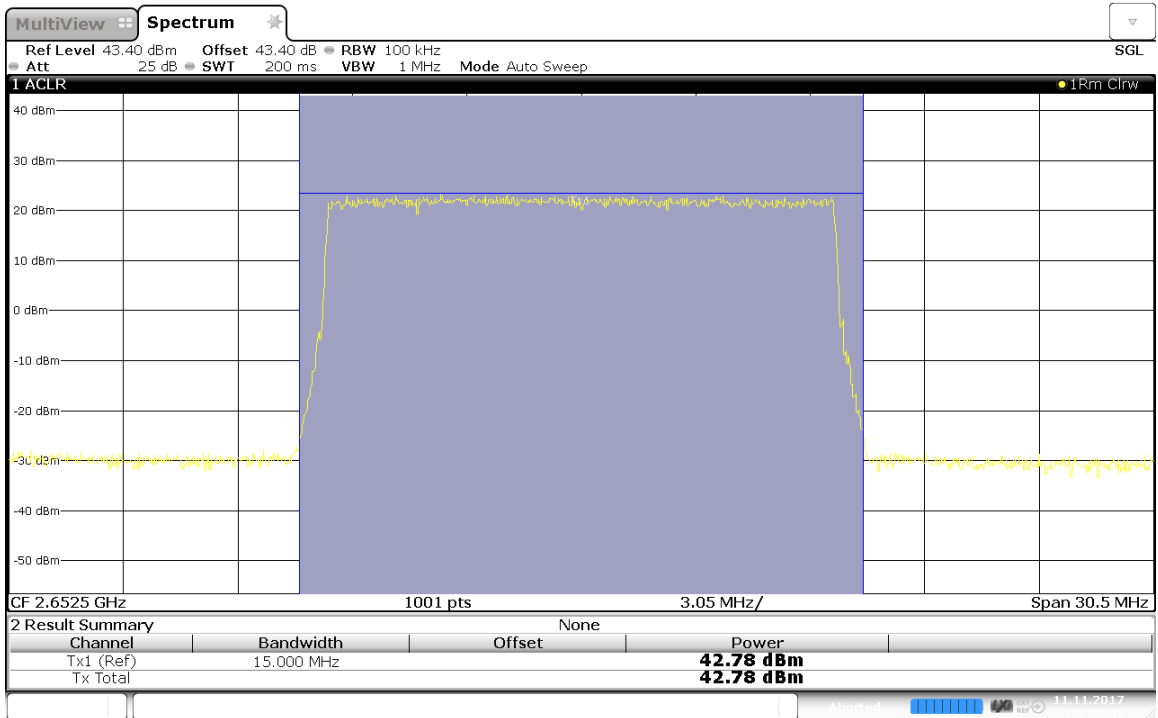 MultiView Spectrum
Ref Level 43.40 dBm Offset 43.40 dB RBW 100 kHz SGL
Att 25 dB SWT 200 ms VBW 1 MHz Mode Auto Sweep
1 ACLR 1Rm Clrw
40 dBm
30 dBm
20 dBm
10 dBm
0 dBm
-10 dBm
-20 dBm
-30 dBm
-40 dBm
-50 dBm
CF 2.6525 GHz 1001 pts 3.05 MHz/ Span 30.5 MHz
2 Result Summary None
Channel Bandwidth Offset Power
Tx1 (Ref) 15.000 MHz 42.78 dBm
Tx Total 42.78 dBm
Aborted LXI EXT REF 11.11.2017